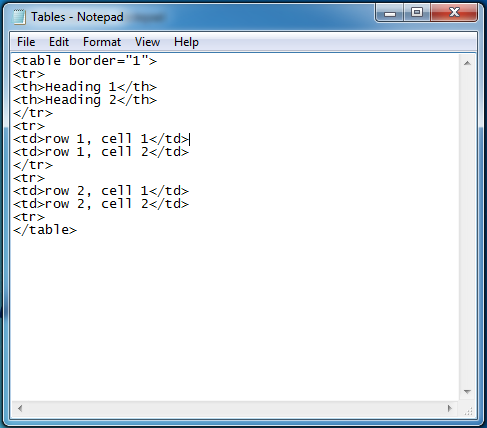 Tables - Notepad
File Edit Format View Help
<table border="1">
<tr>
<th>Heading 1</th>
<th>Heading 2</th>
</tr>
<tr>
<td>row 1, cell 1</td>
<td>row 1, cell 2</td>
</tr>
<tr>
<td>row 2, cell 1</td>
<td>row 2, cell 2</td>
<tr>
</table>